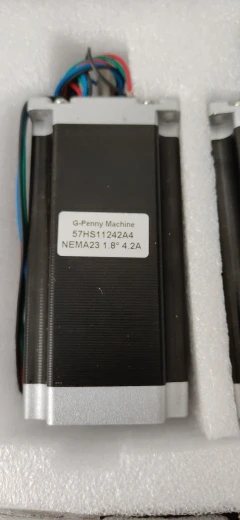 G-Penny Machine
57HS11242A4
NEMA23 1.8° 4.2A